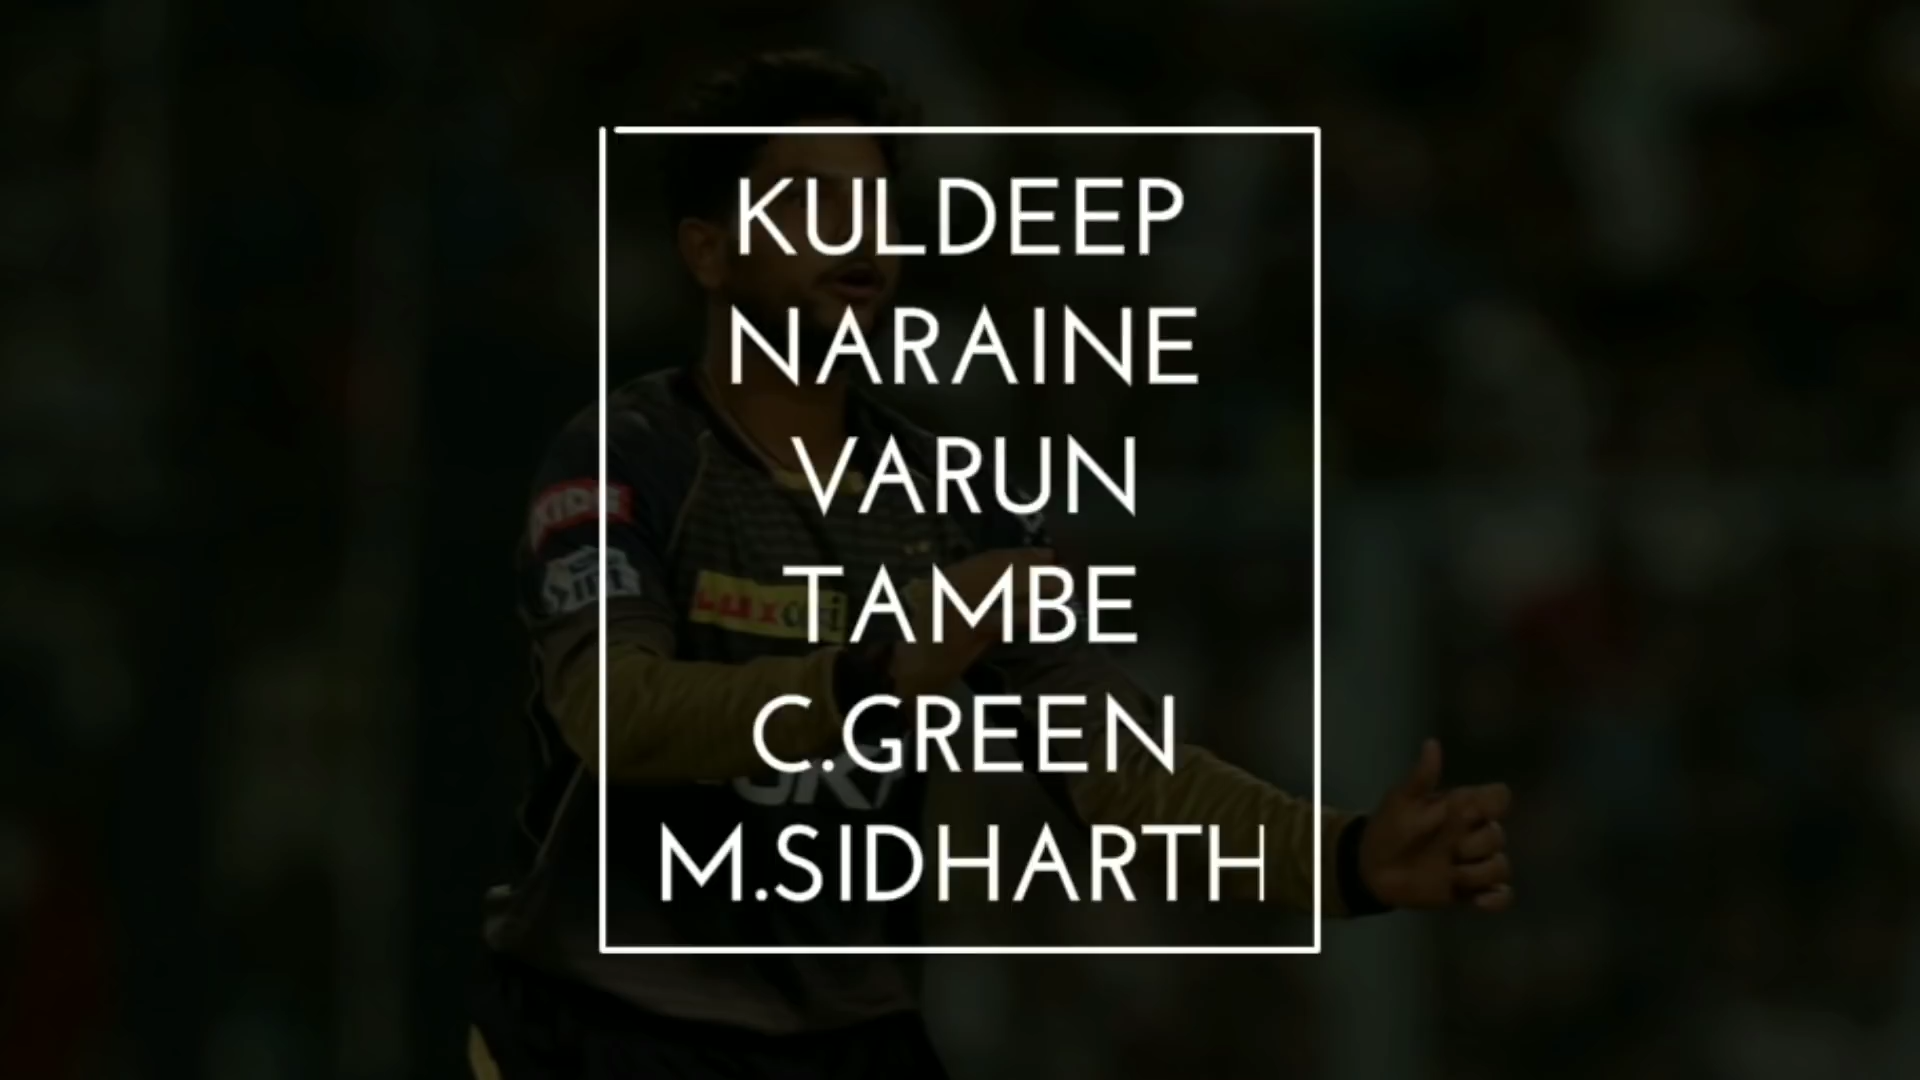 KULDEEP
NARAINE
VARUN
TAMBE
C.GREEN
M.SIDHARTH